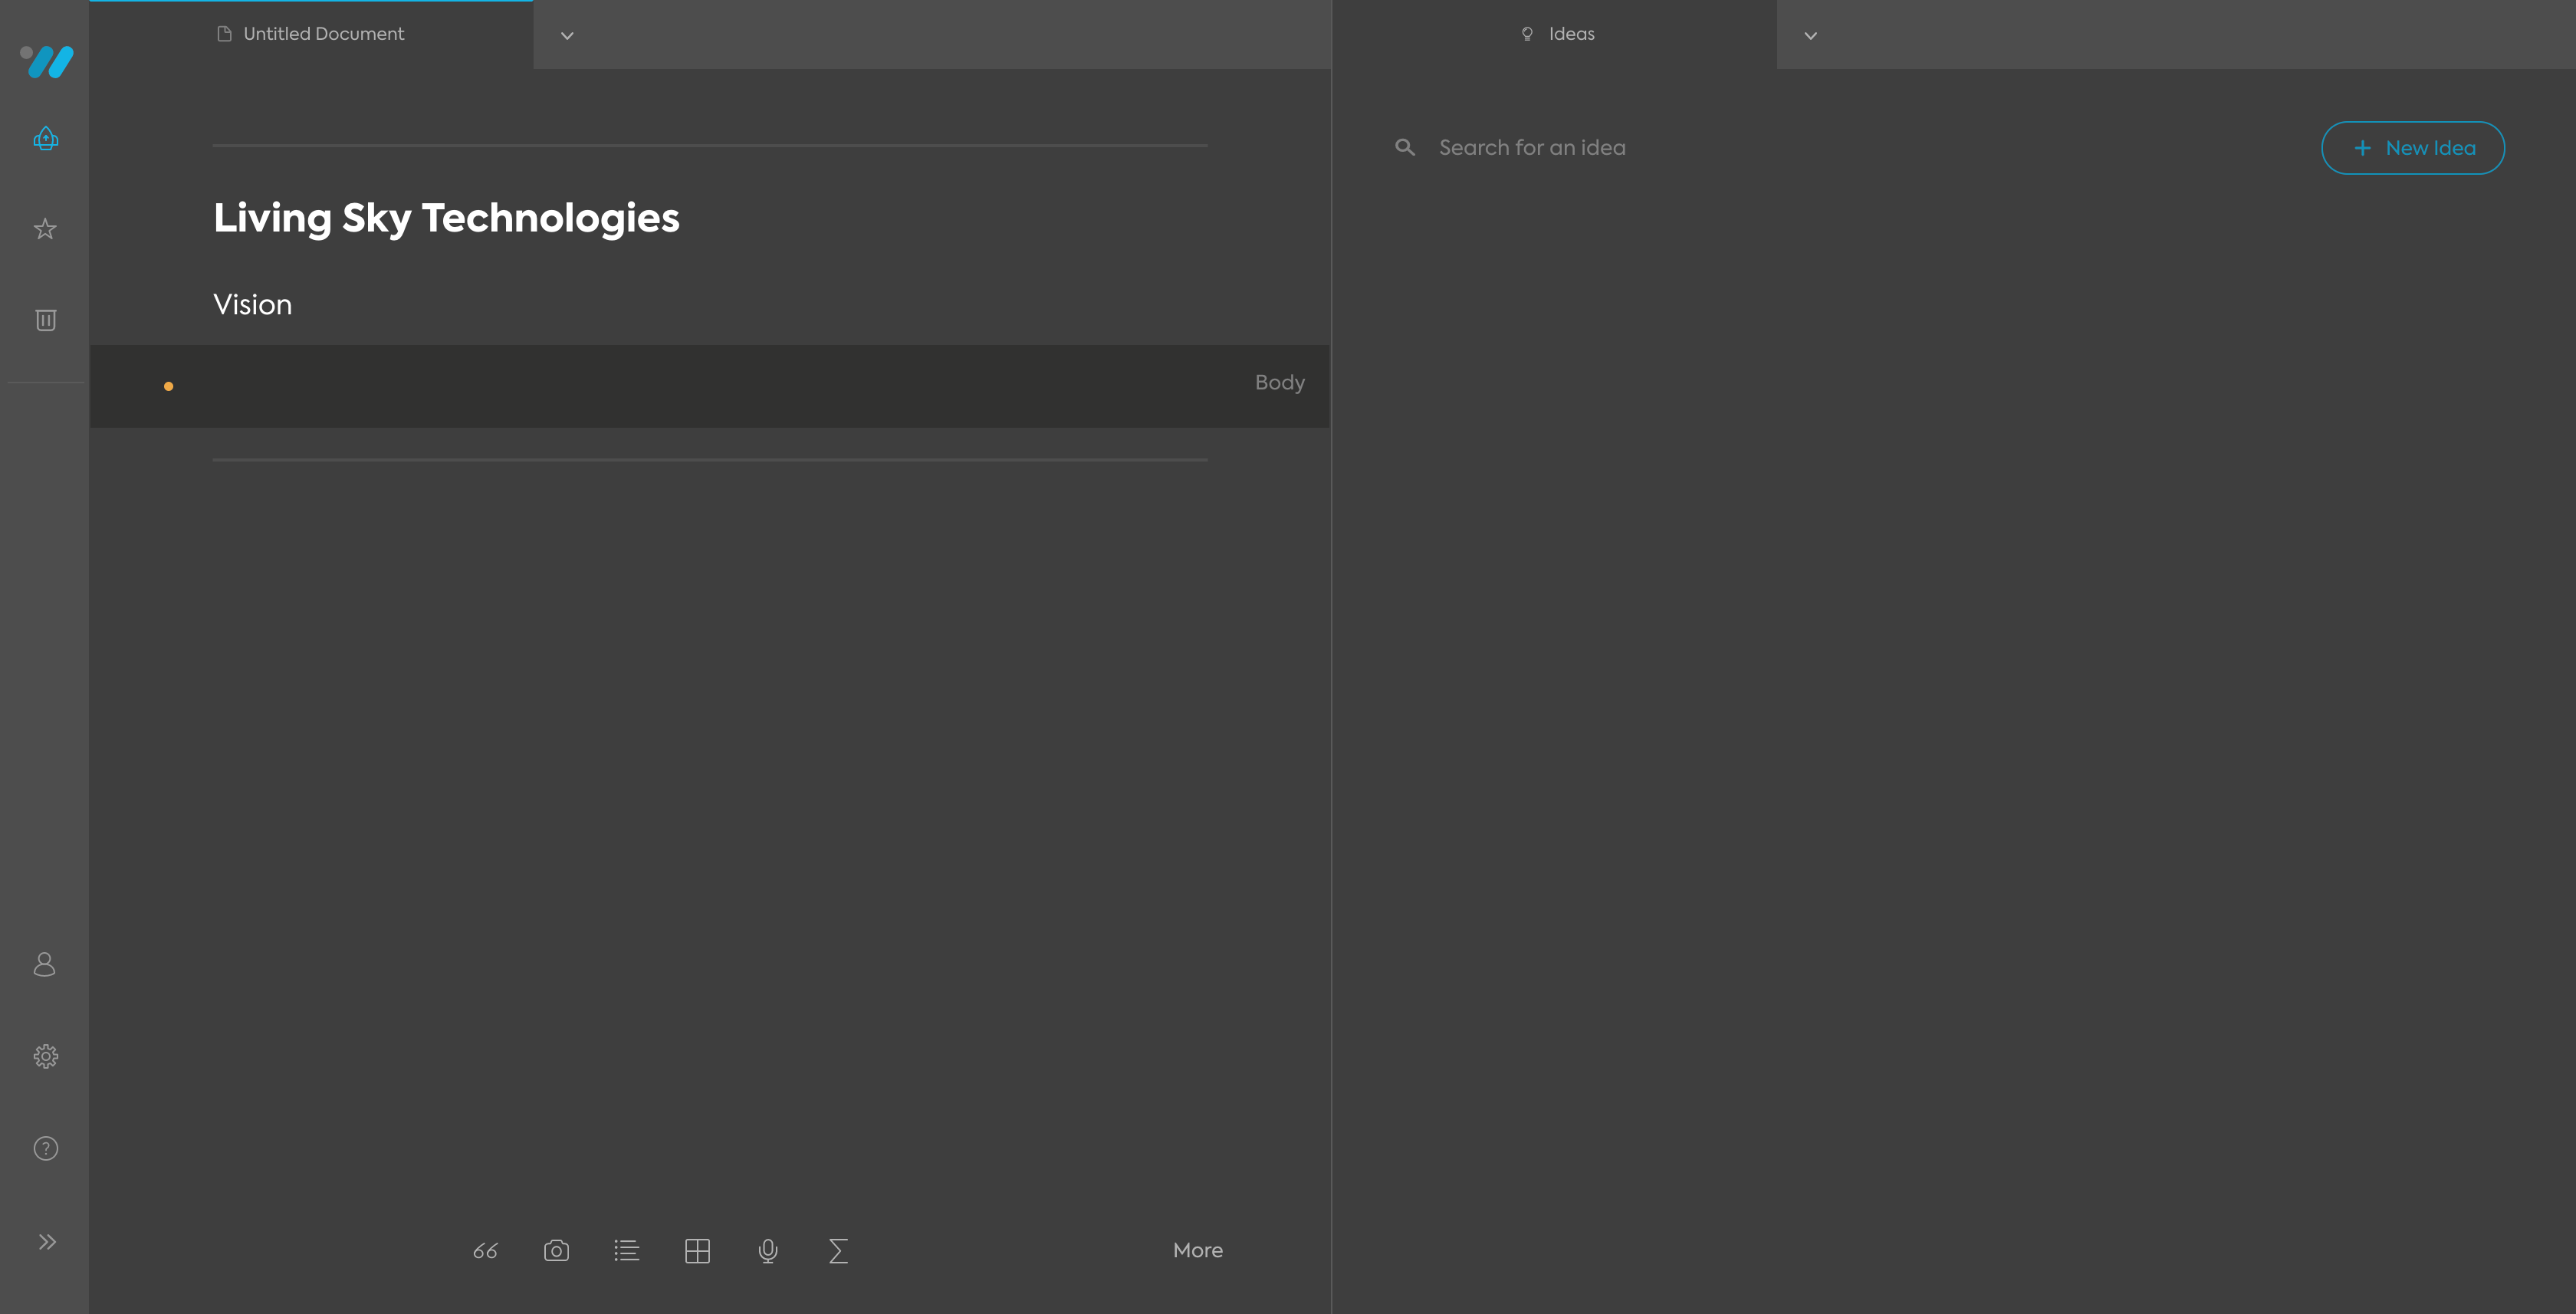 Untitled Document
Ideas
Search for an idea
+ New Idea
Living Sky Technologies
Vision
Body
More